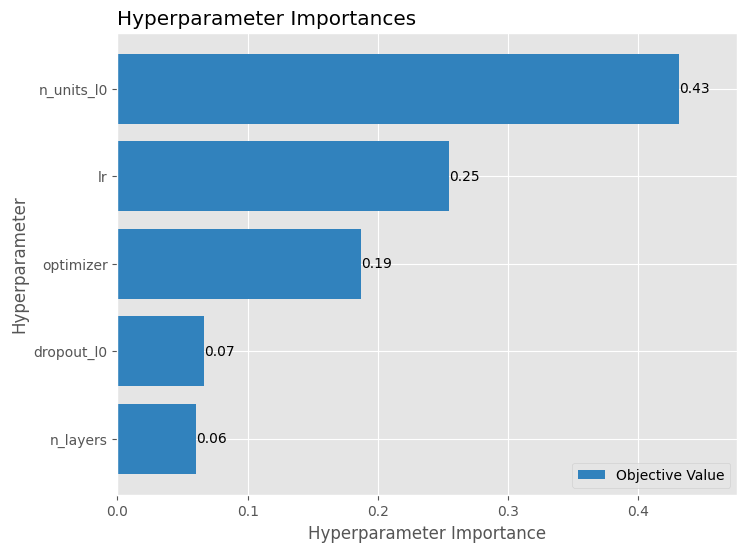 Hyperparameter Importances
Hyperparameter
n_units_l0
0.43
lr
0.25
optimizer
0.19
dropout_l0
0.07
n_layers
0.06
Objective Value
0.0 0.1 0.2 0.3 0.4
Hyperparameter Importance